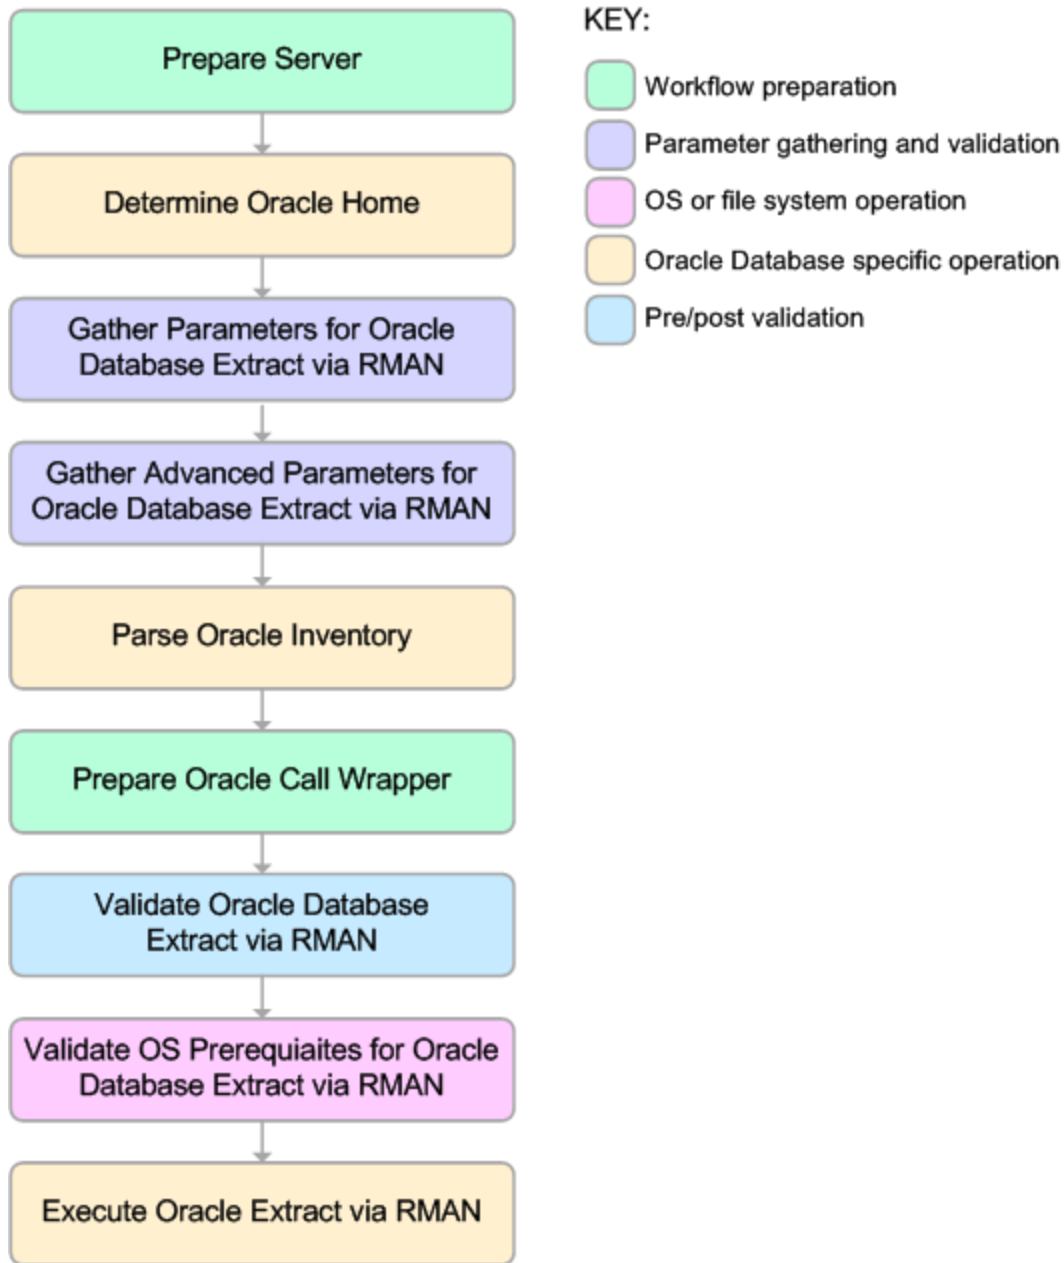 Prepare Server
Determine Oracle Home
Gather Parameters for Oracle
Database Extract via RMAN
Gather Advanced Parameters for
Oracle Database Extract via RMAN
Parse Oracle Inventory
Prepare Oracle Call Wrapper
Validate Oracle Database
Extract via RMAN
Validate OS Prerequiaites for Oracle
Database Extract via RMAN
Execute Oracle Extract via RMAN
KEY:
Workflow preparation
Parameter gathering and validation
OS or file system operation
Oracle Database specific operation
Pre/post validation